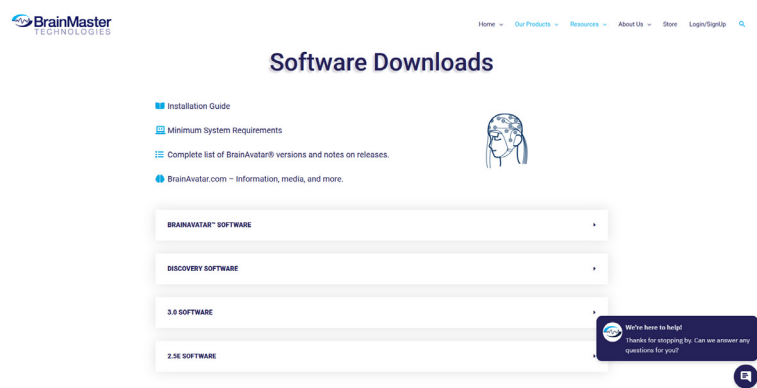 BrainMaster
TECHNOLOGIES
Home Our Products Resources About Us Store Login/SignUp
Software Downloads
Installation Guide
Minimum System Requirements
Complete list of BrainAvatar® versions and notes on releases.
BrainAvatar.com – Information, media, and more.
BRAINAVATAR™ SOFTWARE
DISCOVERY SOFTWARE
3.0 SOFTWARE
2.5E SOFTWARE
We're here to help!
Thanks for stopping by. Can we answer any
questions for you?